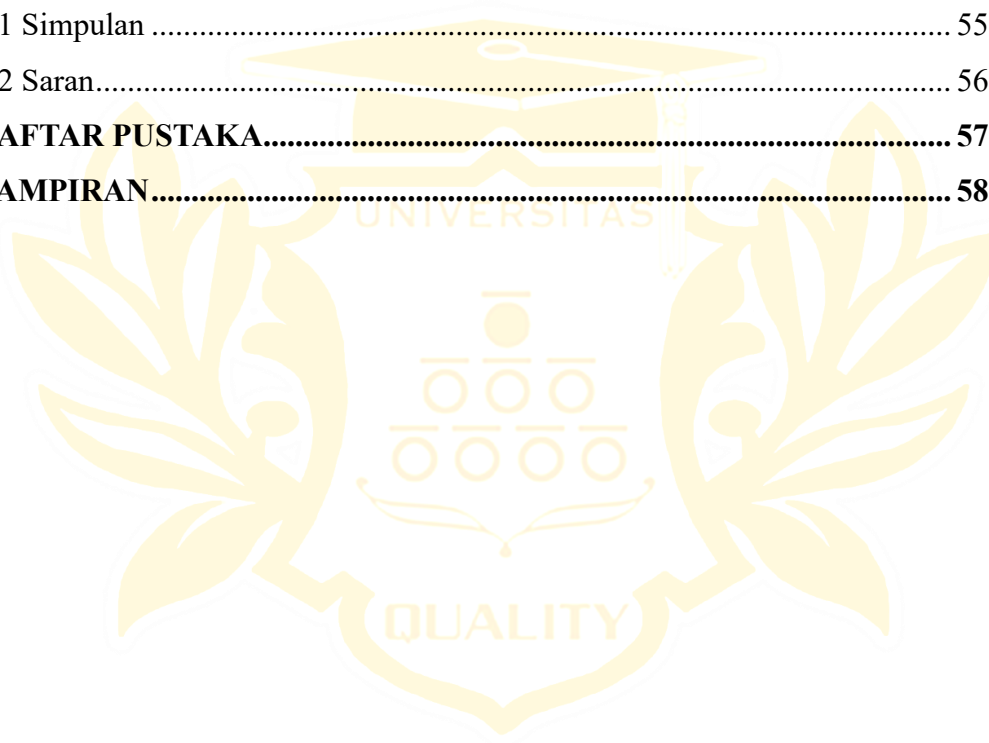 1 Simpulan ........................................................................................................ 55
2 Saran................................................................................................................ 56
AFTAR PUSTAKA.......................................................................................... 57
AMPIRAN......................................................................................................... 58
UNIVERSITAS
QUALITY